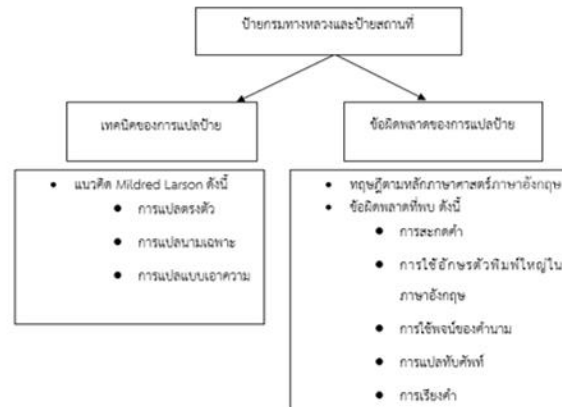 ป้ายกรมทางหลวงและป้ายสถานที่
เทคนิคของการแปลป้าย
ข้อผิดพลาดของการแปลป้าย
• แนวคิด Mildred Larson ดังนี้
• การแปลตรงตัว
• การแปลนามเฉพาะ
• การแปลแบบเอาความ
• ทฤษฎีตามหลักภาษาศาสตร์ภาษาอังกฤษ
• ข้อผิดพลาดที่พบ ดังนี้
• การสะกดคำ
• การใช้อักษรตัวพิมพ์ใหญ่ใน
ภาษาอังกฤษ
• การใช้พจน์ของคำนาม
• การแปลทับศัพท์
• การเรียงคำ